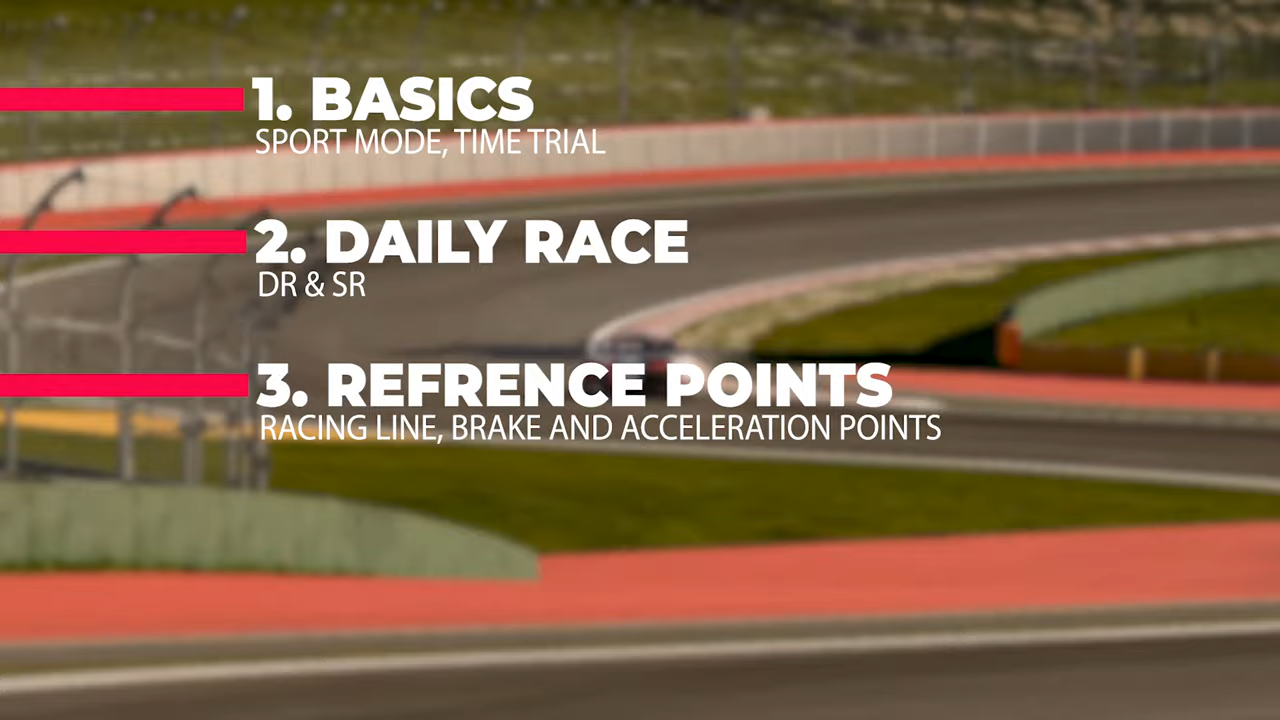 1. BASICS
SPORT MODE, TIME TRIAL
2. DAILY RACE
DR & SR
3. REFRENCE POINTS
RACING LINE, BRAKE AND ACCELERATION POINTS